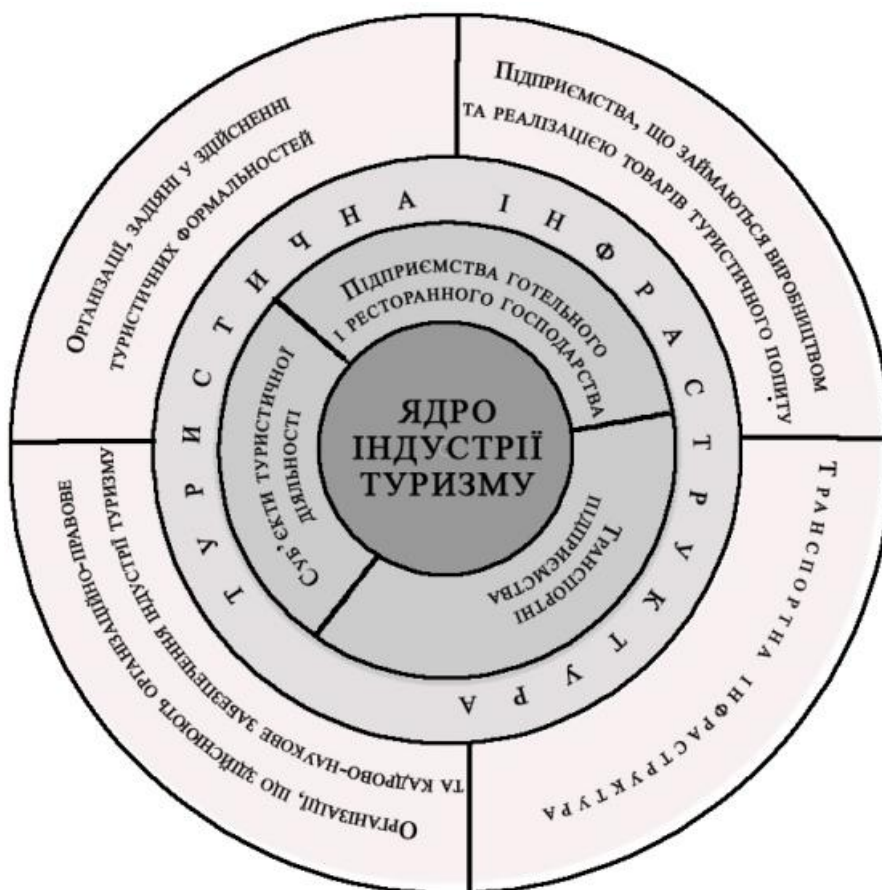 Організації, задіяні у здійсненні
туристичних формальностей
Підприємства, що займаються виробництвом
та реалізацією товарів туристичного попиту
Туристична інфраструктура
Підприємства готельного
і ресторанного господарства
Суб'єкти туристичної
діяльності
ЯДРО
ІНДУСТРІЇ
ТУРИЗМУ
Транспортні
підприємства
Транспортна інфраструктура
Організації, що здійснюють організаційно-правове
та кадрово-наукове забезпечення індустрії туризму